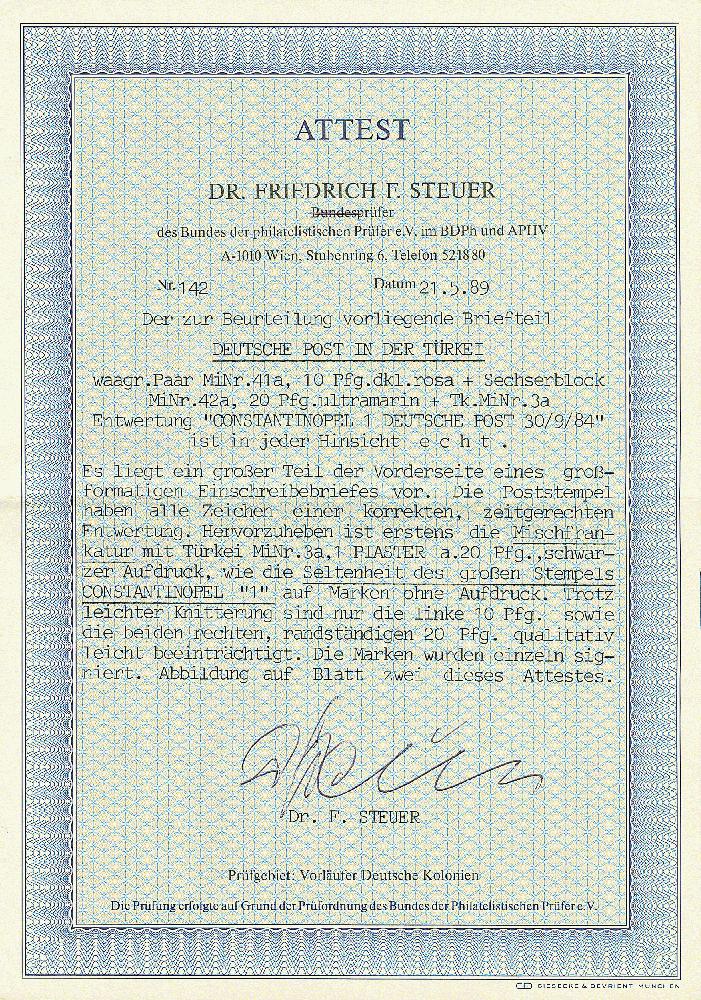 ATTEST
DR. FRIEDRICH F. STEUER
Bundesprüfer
des Bundes der philatelistischen Prüfer e.V. im BDPh und APHV
A-1010 Wien, Stubenring 6, Telefon 521880
Nr. 142 Datum 21.5.89
Der zur Beurteilung vorliegende Briefteil
DEUTSCHE POST IN DER TÜRKEI
waagr.Paar MiNr.41a, 10 Pfg.dkl.rosa + Sechserblock
MiNr.42a, 20 Pfg.ultramarin + Tk.MiNr.3a
Entwertung "CONSTANTINOPEL 1 DEUTSCHE POST 30/9/84"
ist in jeder Hinsicht e c h t .
Es liegt ein großer Teil der Vorderseite eines groß-
formatigen Einschreibebriefes vor. Die Poststempel
haben alle Zeichen einer korrekten, zeitgerechten
Entwertung. Hervorzuheben ist erstens die Mischfran-
katur mit Türkei MiNr.3a,1 PIASTER a.20 Pfg.,schwar-
zer Aufdruck, wie die Seltenheit des großen Stempels
CONSTANTINOPEL "1" auf Marken ohne Aufdruck. Trotz
leichter Knitterung sind nur die linke 10 Pfg. sowie
die beiden rechten, randständigen 20 Pfg. qualitativ
leicht beeinträchtigt. Die Marken wurden einzeln sig-
niert. Abbildung auf Blatt zwei dieses Attestes.
Dr. F. STEUER
Prüfgebiet: Vorläufer Deutsche Kolonien
Die Prüfung erfolgte auf Grund der Prüfordnung des Bundes der Philatelistischen Prüfer e.V.
GIESECKE & DEVRIENT MÜNCHEN